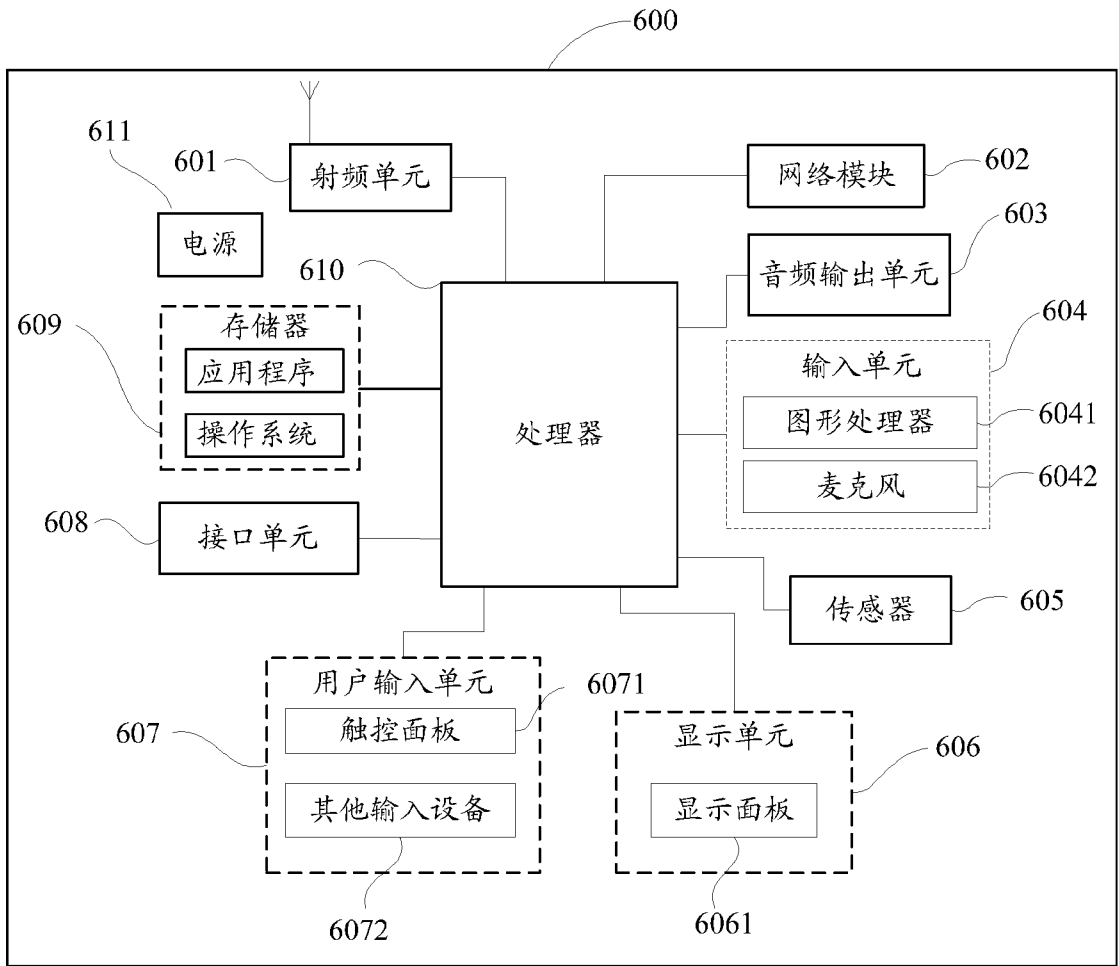 600
611
601
射频单元
网络模块
602
电源
603
610
音频输出单元
609
存储器
应用程序
操作系统
处理器
604
输入单元
图形处理器
6041
麦克风
6042
608
接口单元
传感器
605
用户输入单元
6071
触控面板
607
其他输入设备
6072
显示单元
606
显示面板
6061